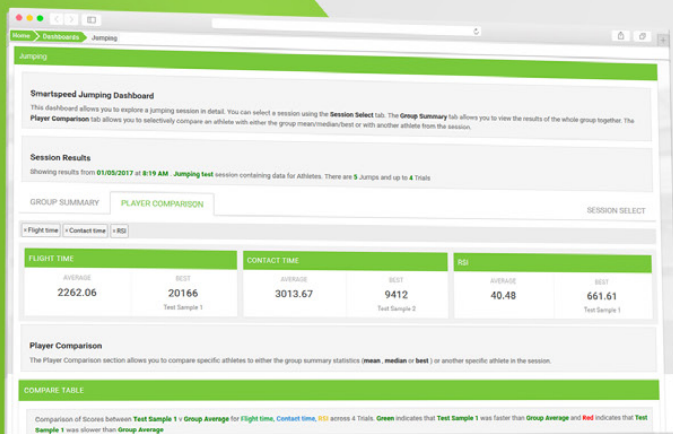 Home Dashboards Jumping
Jumping
Smartspeed Jumping Dashboard
This dashboard allows you to explore a jumping session in detail. You can select a session using the Session Select tab. The Group Summary tab allows you to view the results of the whole group together. The
Player Comparison tab allows you to selectively compare an athlete with either the group mean/median/best or with another athlete from the session.
Session Results
Showing results from 01/05/2017 at 8:19 AM . Jumping test session containing data for Athletes. There are 5 Jumps and up to 4 Trials
GROUP SUMMARY PLAYER COMPARISON SESSION SELECT
× Flight time × Contact time × RSI
FLIGHT TIME CONTACT TIME RSI
AVERAGE BEST AVERAGE BEST AVERAGE BEST
2262.06 20166 3013.67 9412 40.48 661.61
Test Sample 1 Test Sample 2 Test Sample 1
Player Comparison
The Player Comparison section allows you to compare specific athletes to either the group summary statistics (mean , median or best ) or another specific athlete in the session.
COMPARE TABLE
Comparison of Scores between Test Sample 1 v Group Average for Flight time, Contact time, RSI across 4 Trials. Green indicates that Test Sample 1 was faster than Group Average and Red indicates that Test
Sample 1 was slower than Group Average